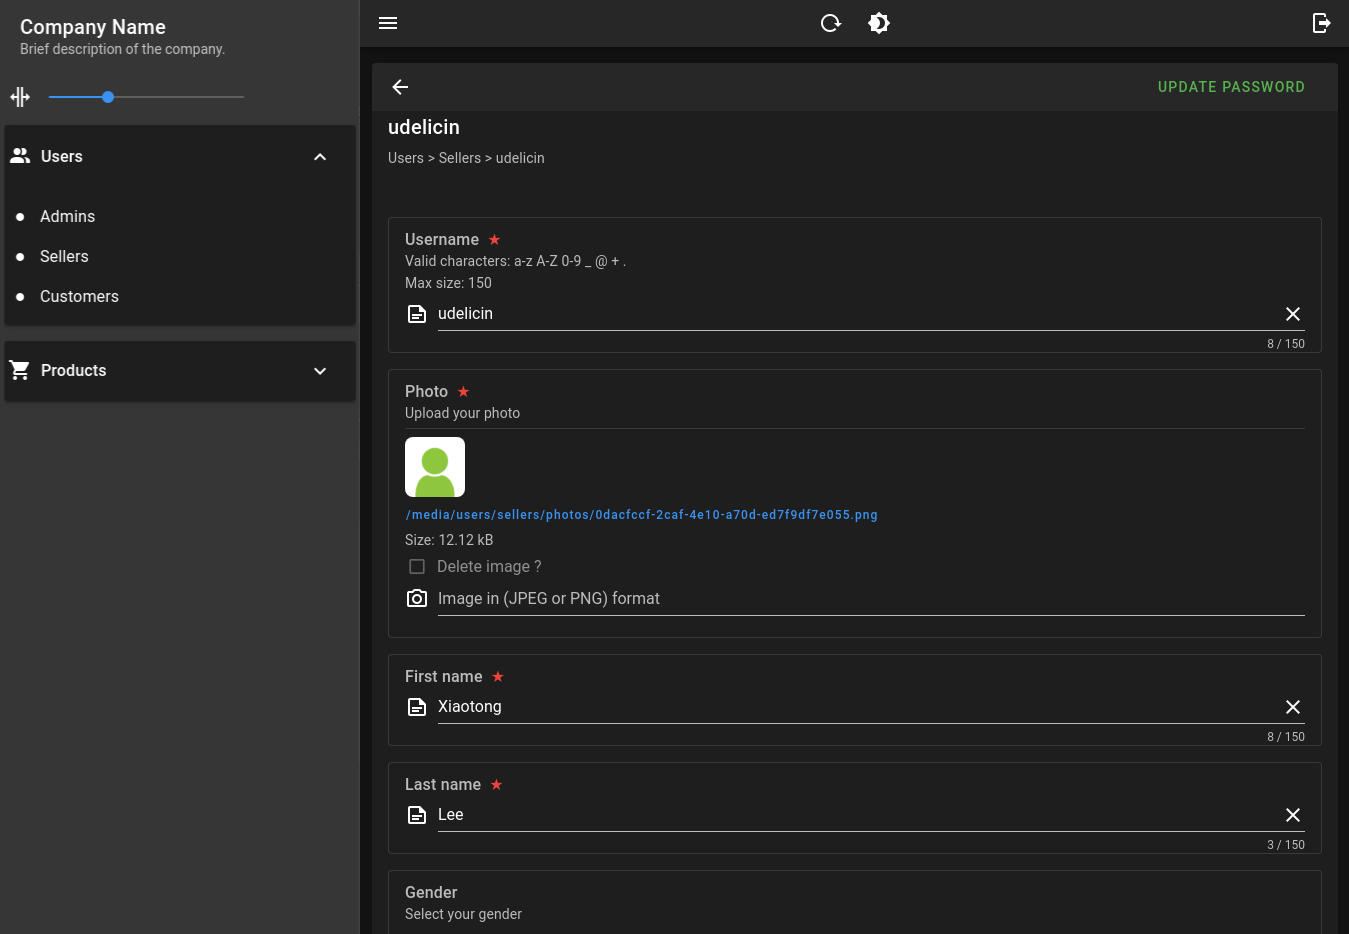 Company Name
Brief description of the company.
Users
Admins
Sellers
Customers
Products
UPDATE PASSWORD
udelicin
Users > Sellers > udelicin
Username ★
Valid characters: a-z A-Z 0-9 _ @ + .
Max size: 150
udelicin
8 / 150
Photo ★
Upload your photo
/media/users/sellers/photos/0dacfccf-2caf-4e10-a70d-ed7f9df7e055.png
Size: 12.12 kB
Delete image ?
Image in (JPEG or PNG) format
First name ★
Xiaotong
8 / 150
Last name ★
Lee
3 / 150
Gender
Select your gender